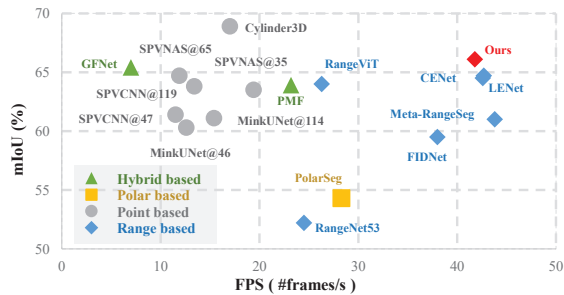 70
65
60
55
50
mIoU (%)
Cylinder3D
SPVNAS@65
GFNet
SPVNAS@35
RangeViT
Ours
CENet
LENet
SPVCNN@119
PMF
SPVCNN@47
MinkUNet@114
Meta-RangeSeg
MinkUNet@46
FIDNet
PolarSeg
RangeNet53
Hybrid based
Polar based
Point based
Range based
0 10 20 30 40 50
FPS ( #frames/s )